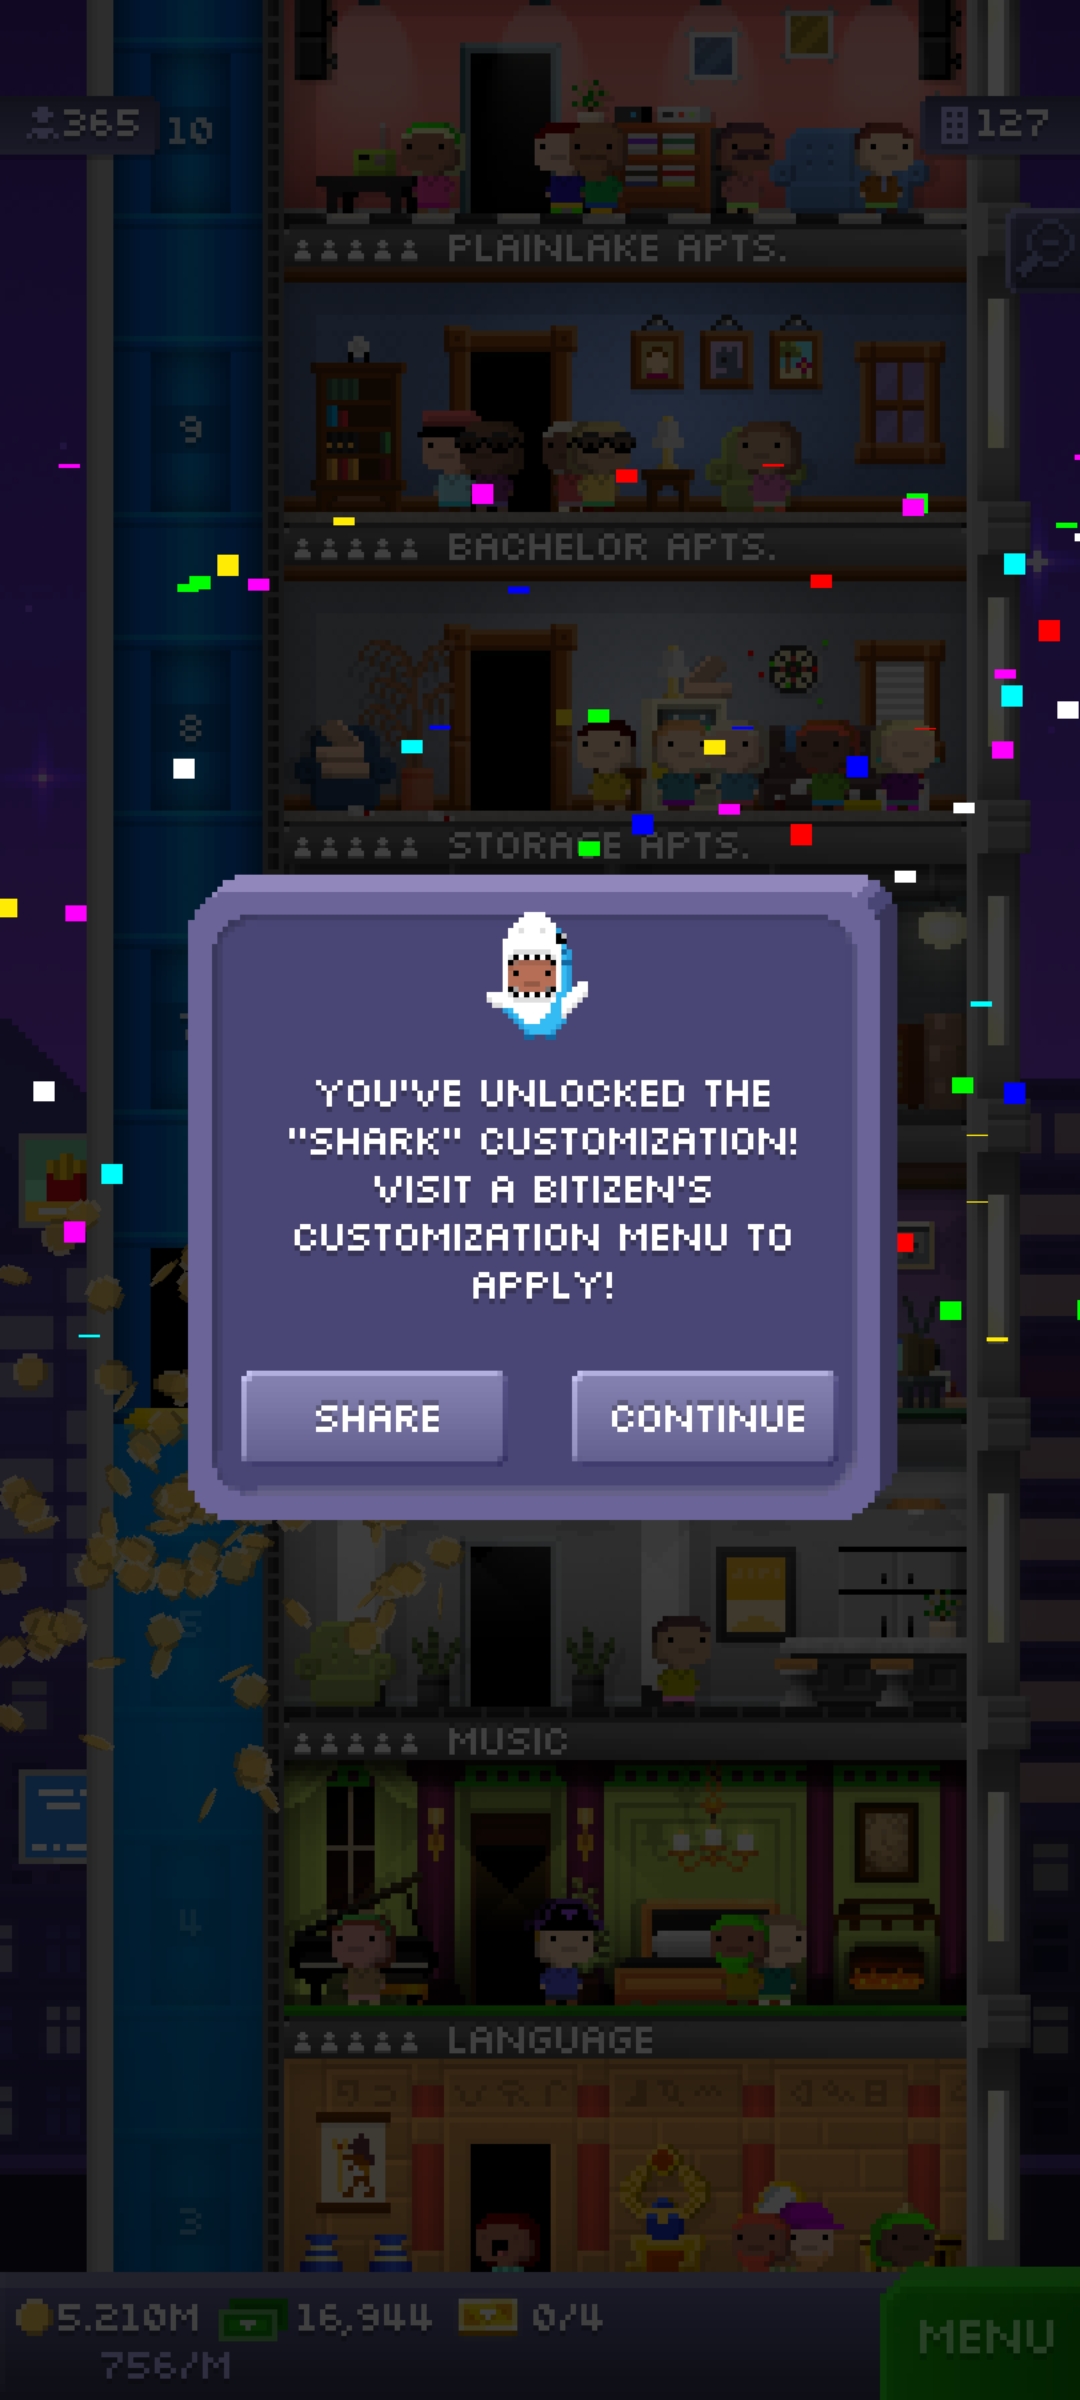 365
10
127
PLAINLAKE APTS.
9
BACHELOR APTS.
8
STORAGE APTS.
YOU'VE UNLOCKED THE
"SHARK" CUSTOMIZATION!
VISIT A BITIZEN'S
CUSTOMIZATION MENU TO
APPLY!
SHARE
CONTINUE
5
MUSIC
4
LANGUAGE
3
5.210M
16,944
0/4
MENU
756/M